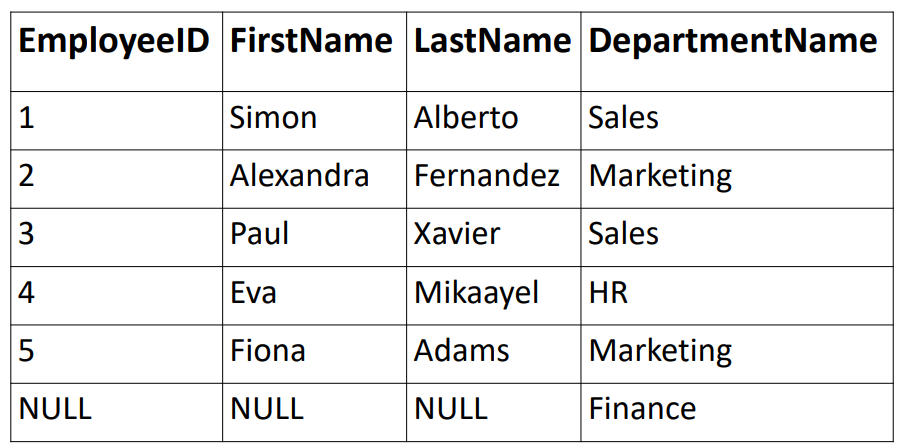 EmployeeID FirstName LastName DepartmentName
1 Simon Alberto Sales
2 Alexandra Fernandez Marketing
3 Paul Xavier Sales
4 Eva Mikaayel HR
5 Fiona Adams Marketing
NULL NULL NULL Finance